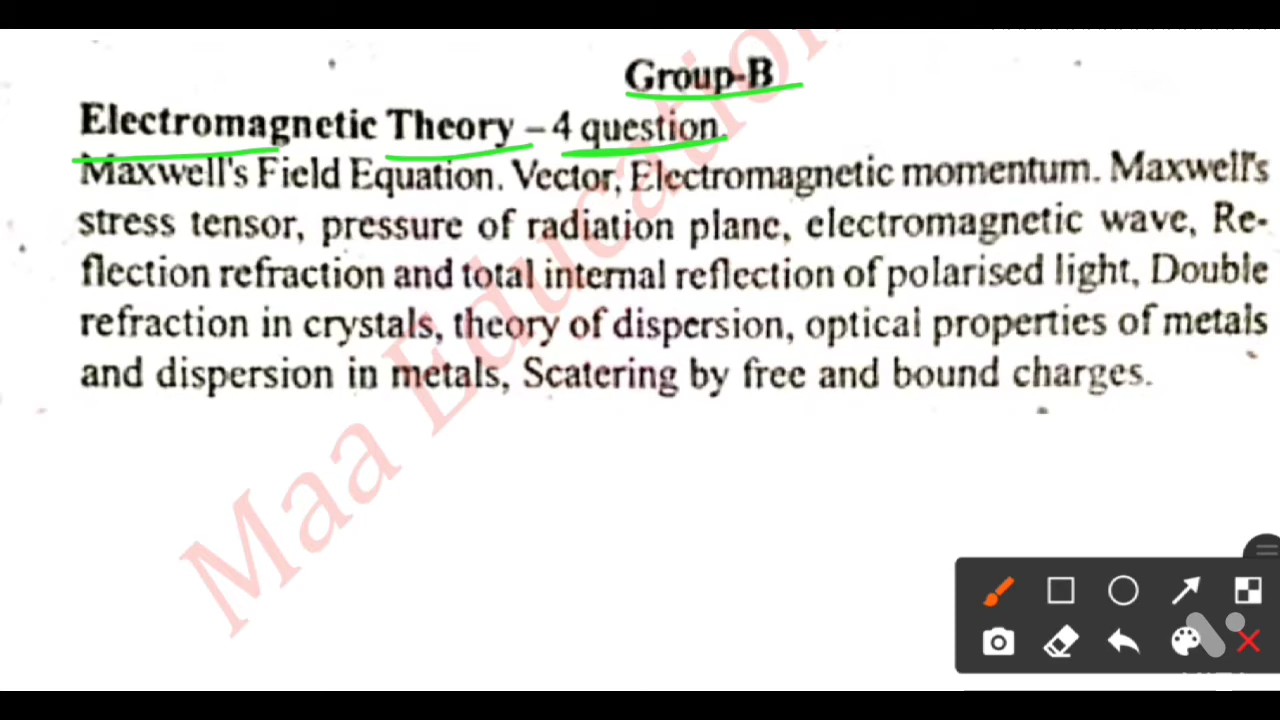 Group-B
Electromagnetic Theory – 4 question.
Maxwell's Field Equation. Vector, Electromagnetic momentum. Maxwell's
stress tensor, pressure of radiation plane, electromagnetic wave, Re-
flection refraction and total internal reflection of polarised light, Double
refraction in crystals, theory of dispersion, optical properties of metals
and dispersion in metals, Scatering by free and bound charges.
Maa Education